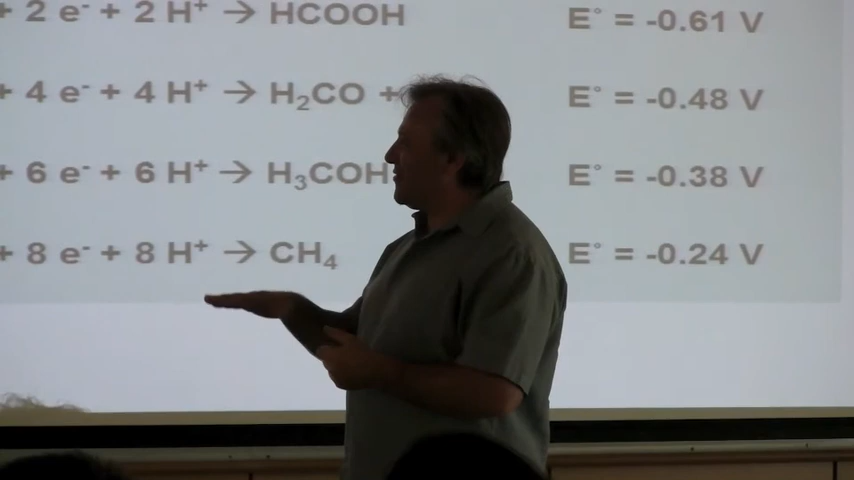 + 2 e⁻ + 2 H⁺ → HCOOH E° = -0.61 V
+ 4 e⁻ + 4 H⁺ → H₂CO + E° = -0.48 V
+ 6 e⁻ + 6 H⁺ → H₃COH E° = -0.38 V
+ 8 e⁻ + 8 H⁺ → CH₄ E° = -0.24 V